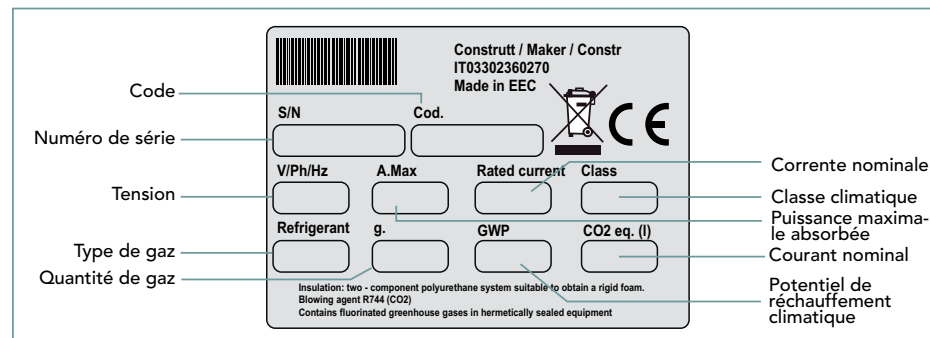 Construtt / Maker / Constr
IT03302360270
Made in EEC
Code
S/N
Cod.
CE
Numéro de série
V/Ph/Hz
A.Max
Rated current
Class
Corrente nominale
Tension
Classe climatique
Puissance maxima-
le absorbée
Refrigerant
g.
GWP
CO2 eq. (l)
Type de gaz
Courant nominal
Quantité de gaz
Potentiel de
réchauffement
climatique
Insulation: two - component polyurethane system suitable to obtain a rigid foam.
Blowing agent R744 (CO2)
Contains fluorinated greenhouse gases in hermetically sealed equipment